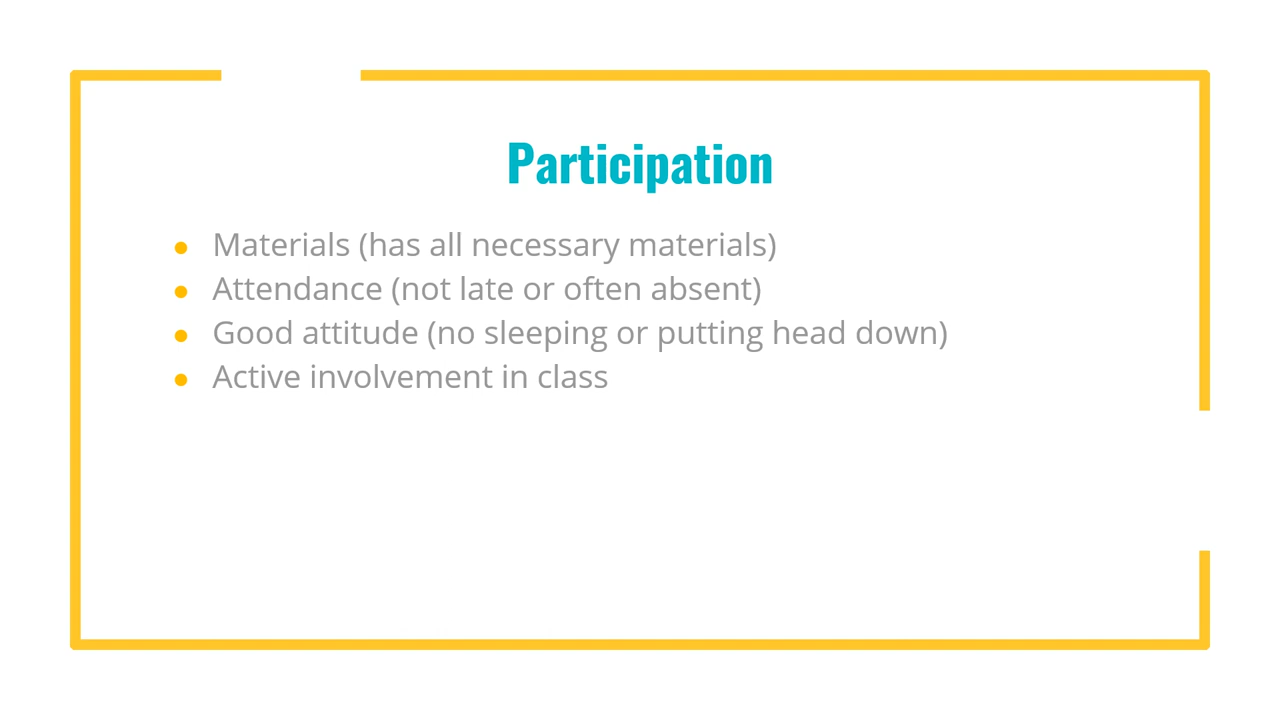 Participation
● Materials (has all necessary materials)
● Attendance (not late or often absent)
● Good attitude (no sleeping or putting head down)
● Active involvement in class